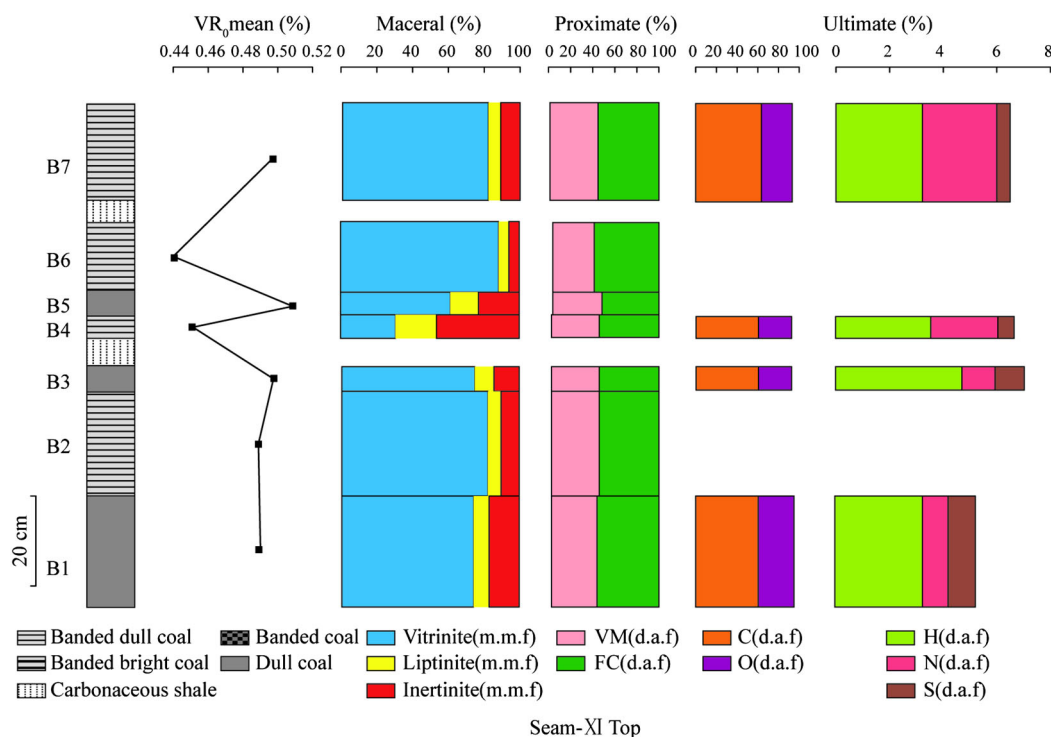 VR₀mean (%) Maceral (%) Proximate (%) Ultimate (%)
0.44 0.46 0.48 0.50 0.52
0 20 40 60 80 100
0 20 40 60 80 100
0 20 40 60 80 100
0 2 4 6 8
B7
B6
B5
B4
B3
B2
B1
20 cm
Banded dull coal Banded coal Vitrinite(m.m.f) VM(d.a.f) C(d.a.f) H(d.a.f)
Banded bright coal Dull coal Liptinite(m.m.f) FC(d.a.f) O(d.a.f) N(d.a.f)
Carbonaceous shale Inertinite(m.m.f) S(d.a.f)
Seam-XI Top